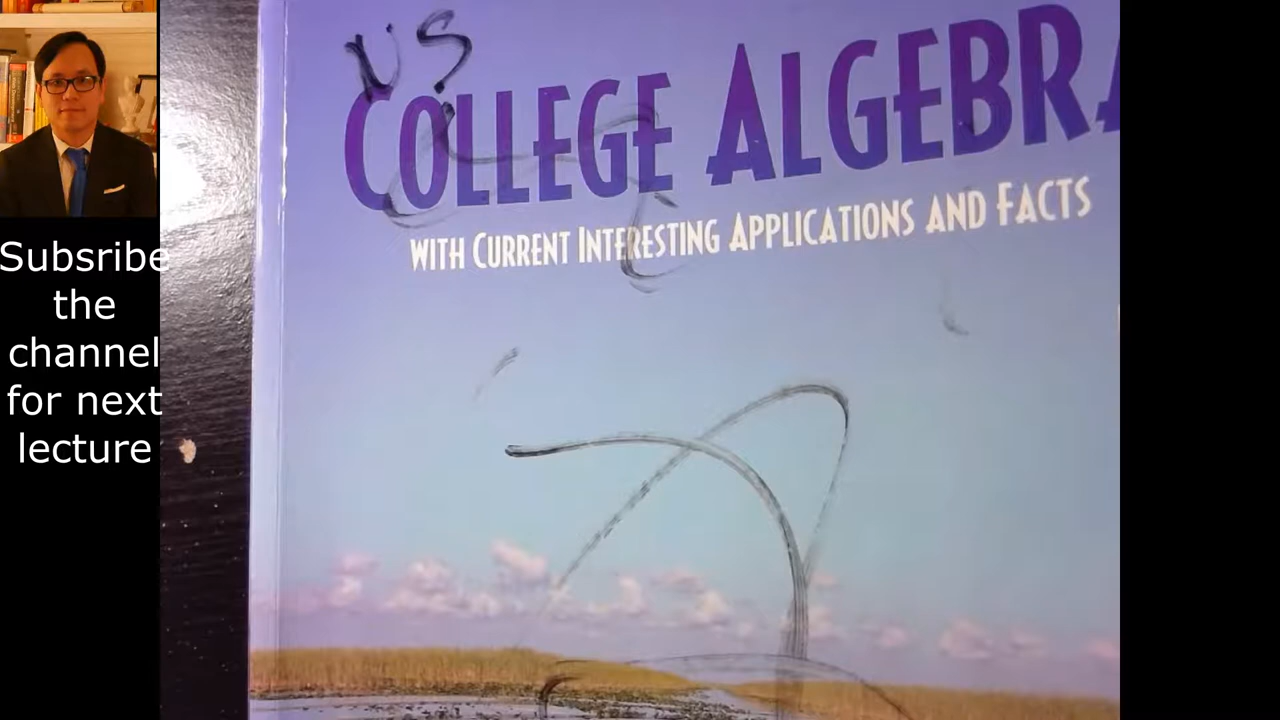 US
COLLEGE ALGEBRA
WITH CURRENT INTERESTING APPLICATIONS AND FACTS
Subsribe
the
channel
for next
lecture